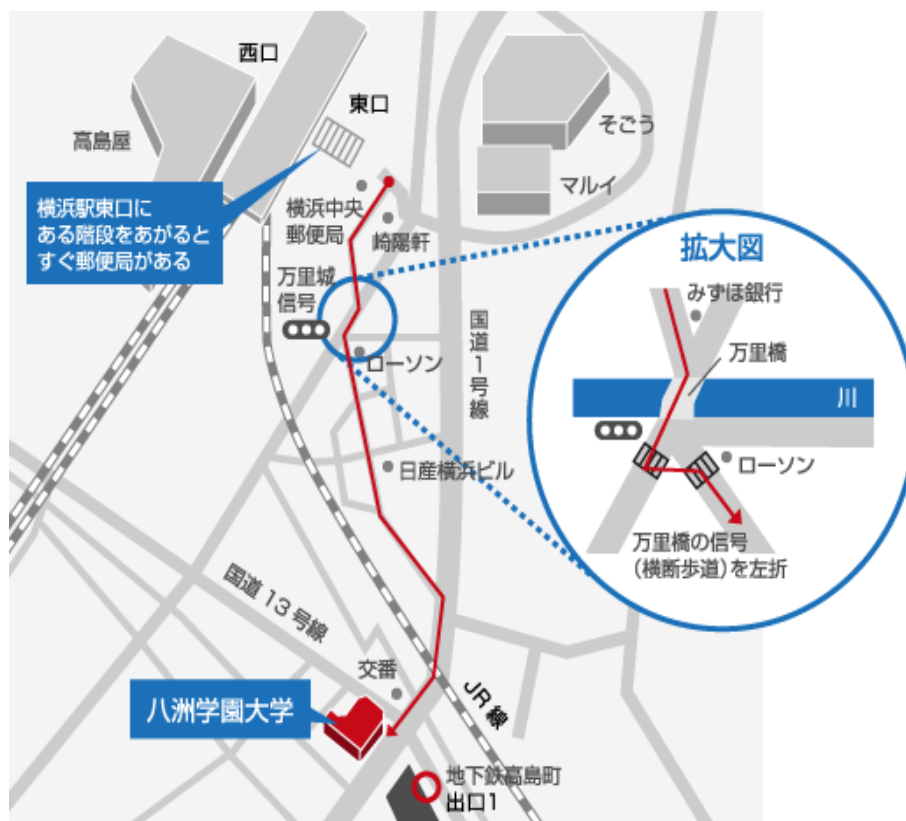 西口
東口
高島屋
そごう
マルイ
横浜駅東口に
ある階段をあがると
すぐ郵便局がある
横浜中央
郵便局
崎陽軒
万里城
信号
ローソン
国道1号線
日産横浜ビル
拡大図
みずほ銀行
万里橋
川
ローソン
万里橋の信号
(横断歩道)を左折
国道13号線
交番
JR線
八洲学園大学
地下鉄高島町
出口1